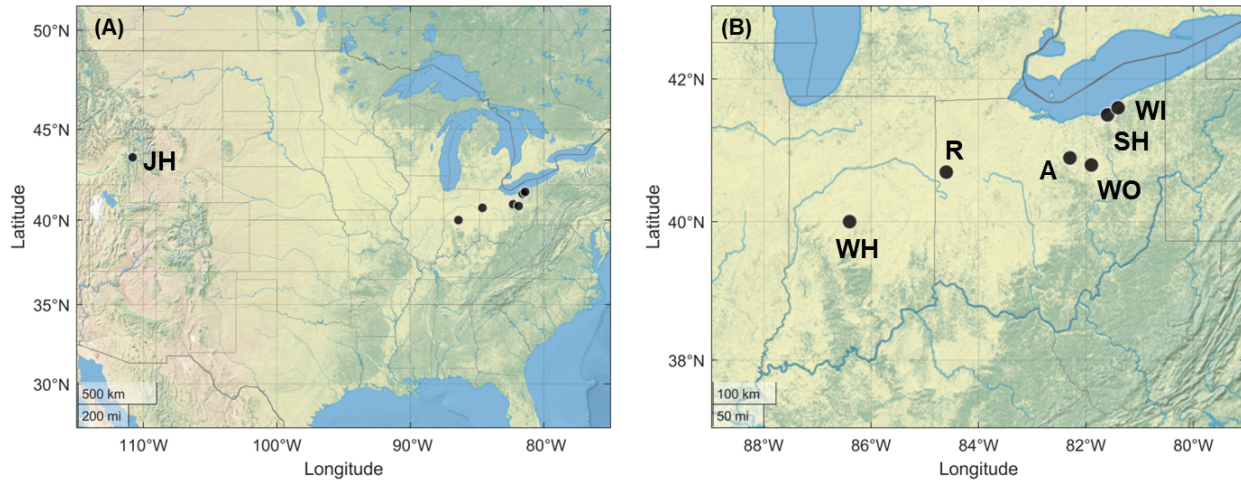 (A)
50°N
45°N
40°N
35°N
30°N
Latitude
JH
500 km
200 mi
110°W
100°W
90°W
80°W
Longitude
(B)
42°N
40°N
38°N
Latitude
WI
SH
R
A
WO
WH
100 km
50 mi
88°W
86°W
84°W
82°W
80°W
Longitude